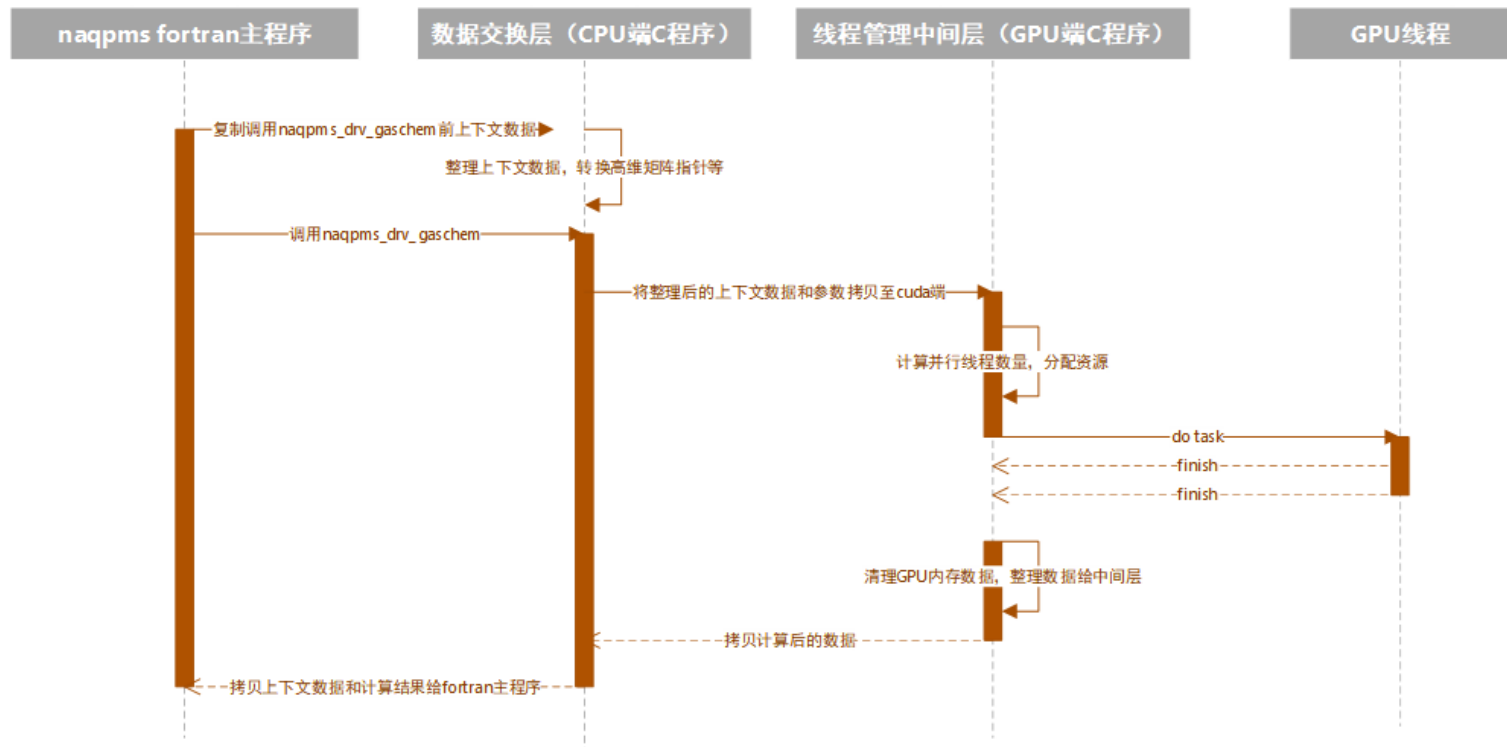 naqpms fortran主程序
数据交换层（CPU端C程序）
线程管理中间层（GPU端C程序）
GPU线程
复制调用naqpms_drv_gaschem前上下文数据
整理上下文数据，转换高维矩阵指针等
调用naqpms_drv_gaschem
将整理后的上下文数据和参数拷贝至cuda端
计算并行线程数量，分配资源
do task
finish
finish
清理GPU内存数据，整理数据给中间层
拷贝计算后的数据
拷贝上下文数据和计算结果给fortran主程序